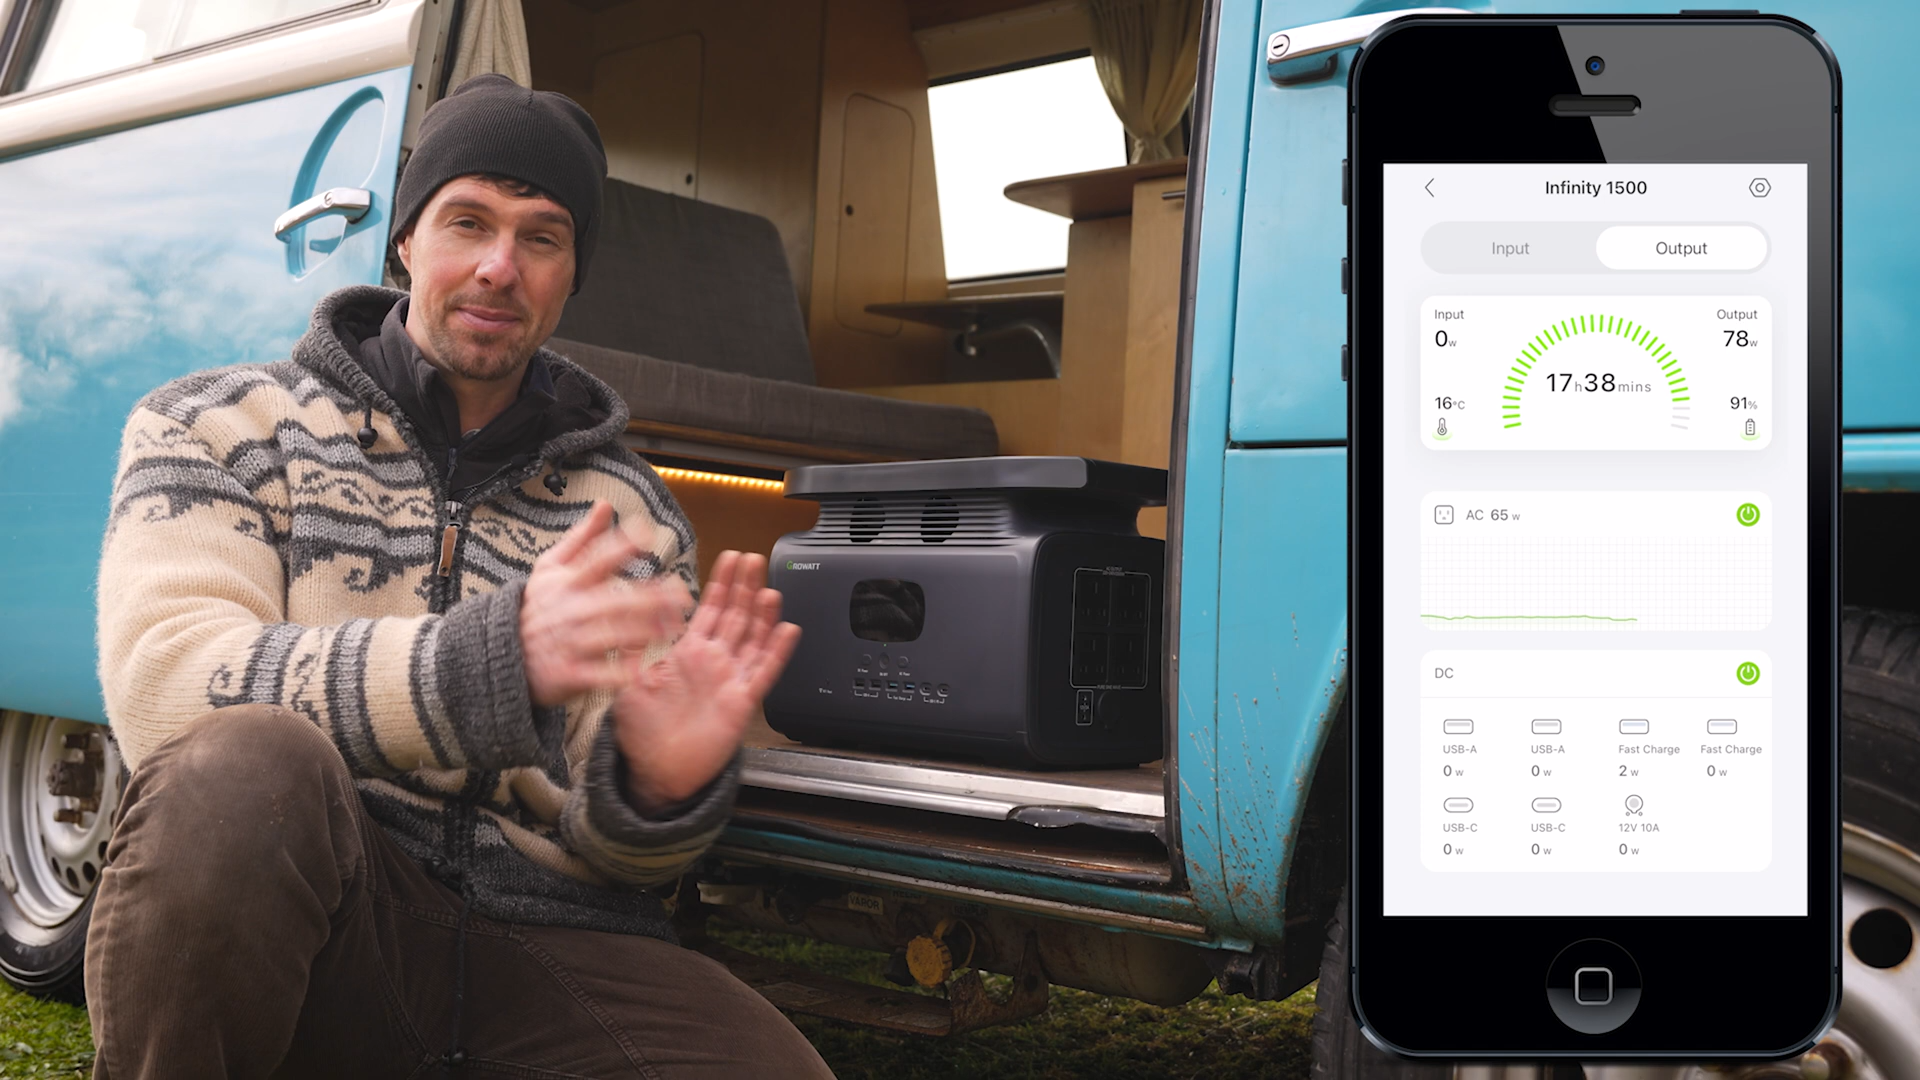 GROWATT
VAPOR
Infinity 1500
Input Output
Input
0w
Output
78w
17h38mins
16°C
91%
AC 65 w
DC
USB-A
0 w
USB-A
0 w
Fast Charge
2 w
Fast Charge
0 w
USB-C
0 w
USB-C
0 w
12V 10A
0 w